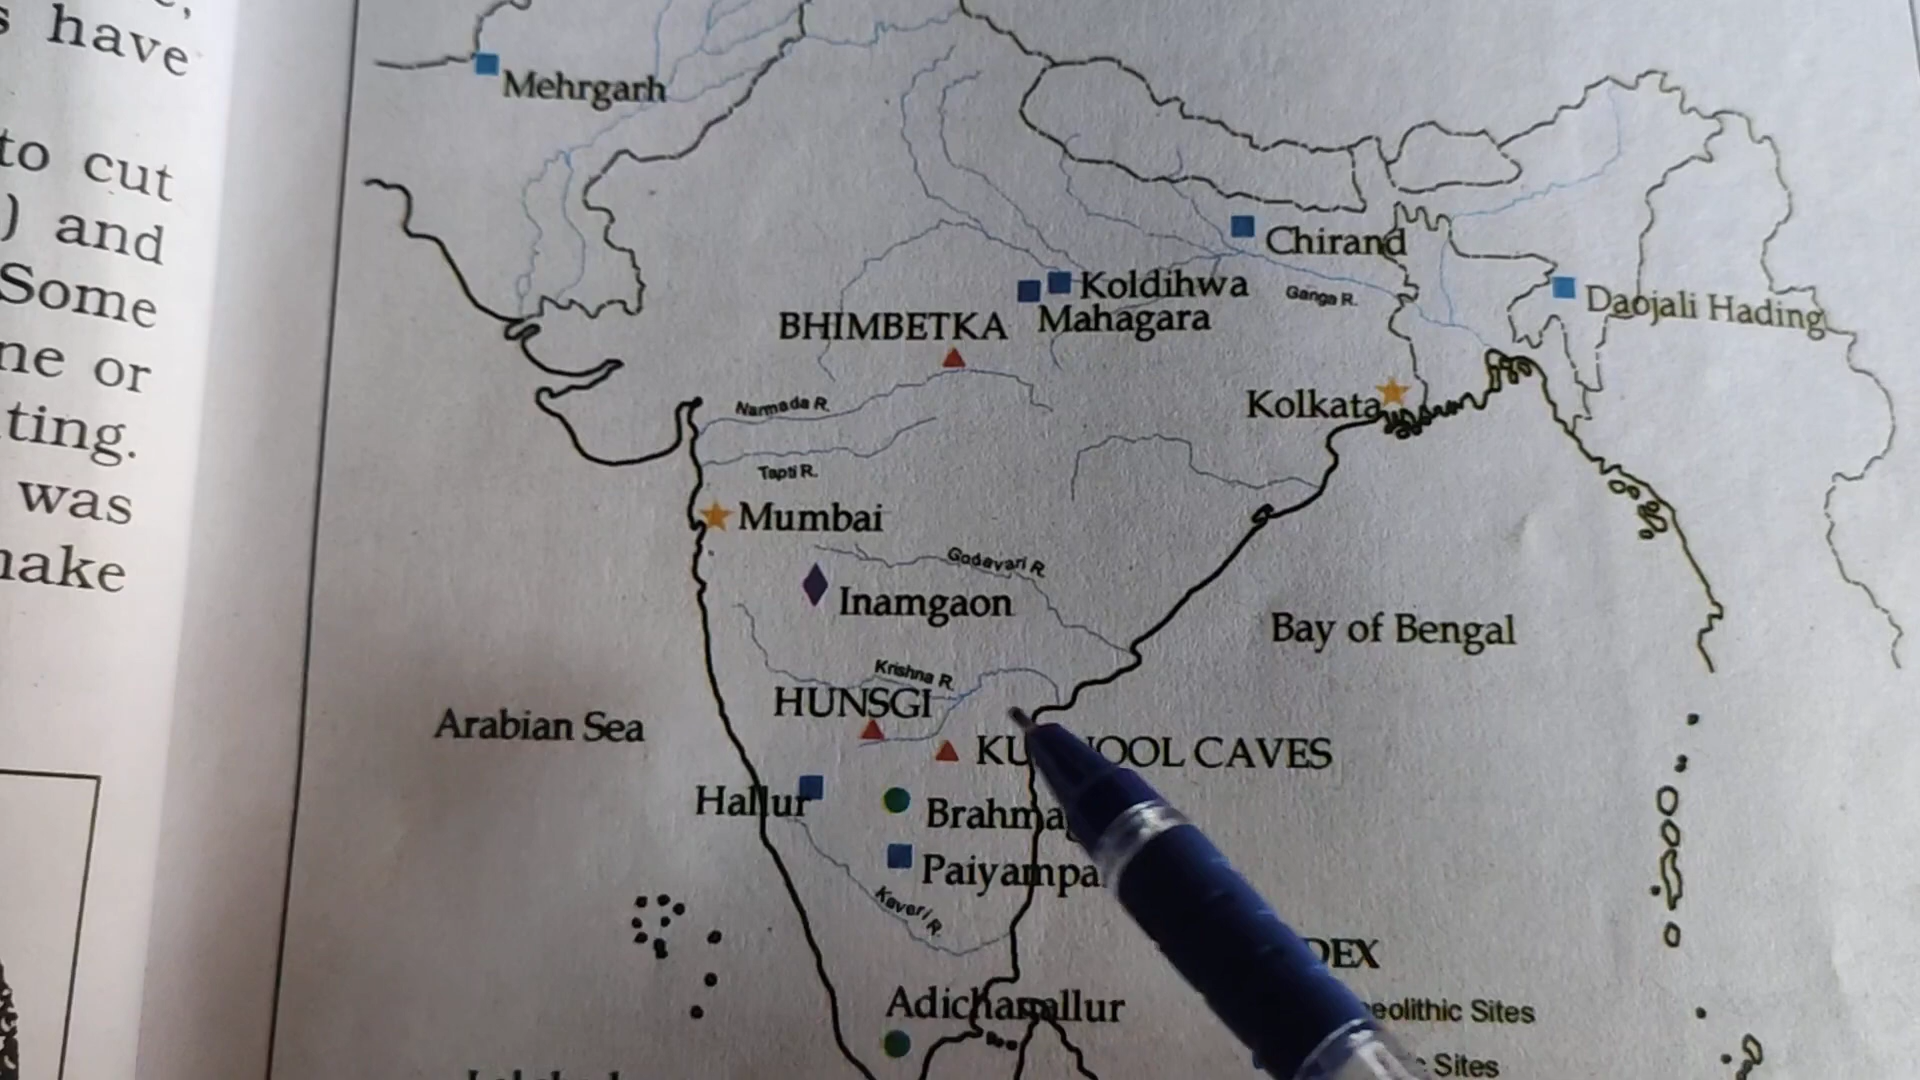 have
to cut
) and
Some
ne or
ting.
was
make
Mehrgarh
Chirand
Koldihwa
Mahagara
Ganga R.
Daojali Hading
BHIMBETKA
Narmada R.
Kolkata
Tapti R.
Mumbai
Godavari R.
Inamgaon
Bay of Bengal
Krishna R.
HUNSGI
Arabian Sea
KU OOL CAVES
Hallur
Brahma
Paiyampa
Kaveri R.
DEX
Adichanallur
eolithic Sites
Sites